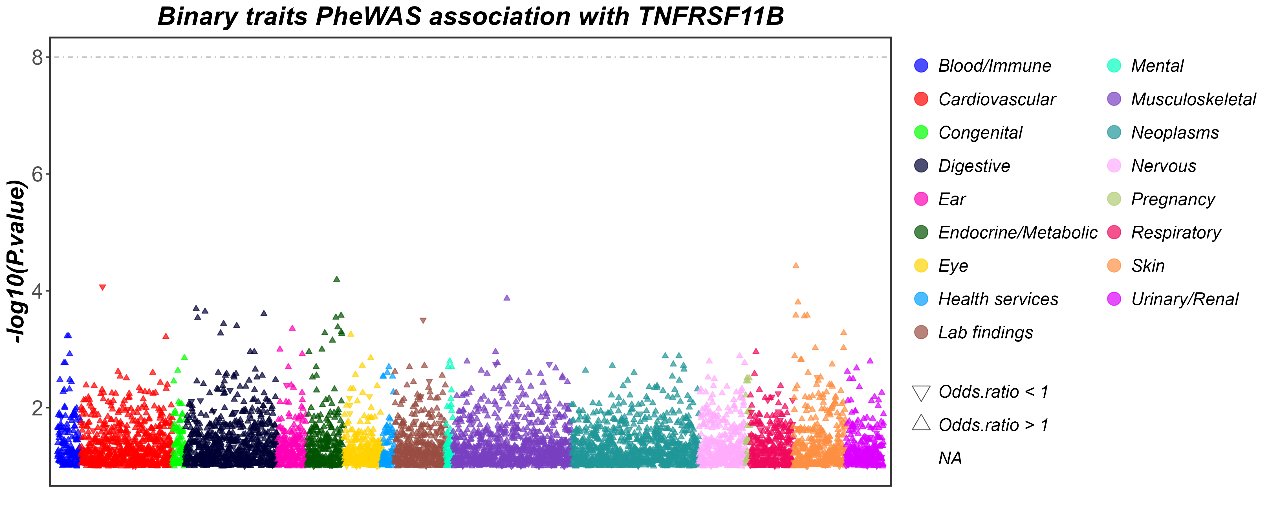 Binary traits PheWAS association with TNFRSF11B
-log10(P.value)
8
6
4
2
Blood/Immune
Cardiovascular
Congenital
Digestive
Ear
Endocrine/Metabolic
Eye
Health services
Lab findings
Mental
Musculoskeletal
Neoplasms
Nervous
Pregnancy
Respiratory
Skin
Urinary/Renal
Odds.ratio < 1
Odds.ratio > 1
NA